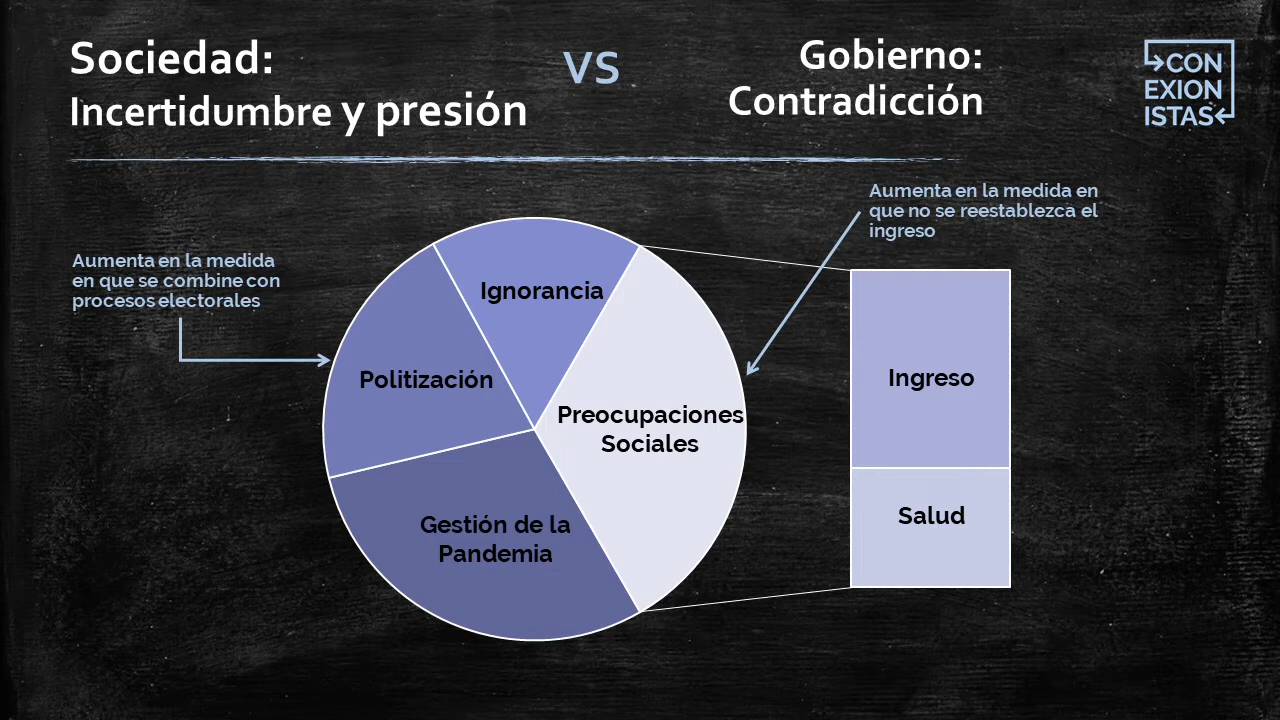 Sociedad:
Incertidumbre y presión
VS
Gobierno:
Contradicción
CON
EXION
ISTAS
Aumenta en la medida en
que no se reestablezca el
ingreso
Aumenta en la medida
en que se combine con
procesos electorales
Ignorancia
Politización
Preocupaciones
Sociales
Gestión de la
Pandemia
Ingreso
Salud